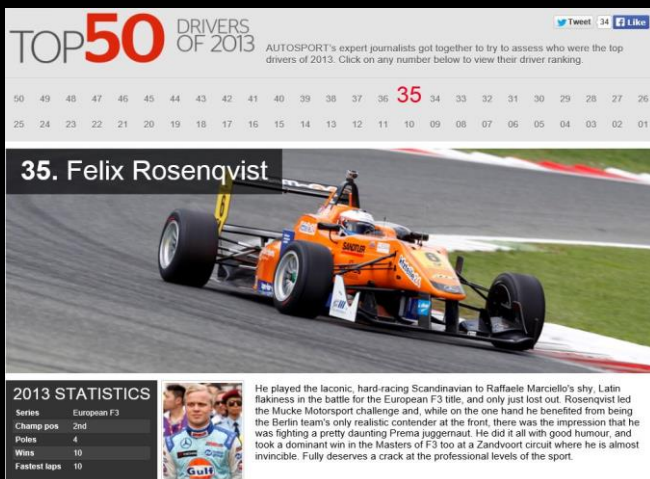 TOP50 DRIVERS
OF 2013
Tweet 34 Like
AUTOSPORT's expert journalists got together to try to assess who were the top
drivers of 2013. Click on any number below to view their driver ranking.
50 49 48 47 46 45 44 43 42 41 40 39 38 37 36 35 34 33 32 31 30 29 28 27 26
25 24 23 22 21 20 19 18 17 16 15 14 13 12 11 10 09 08 07 06 05 04 03 02 01
35. Felix Rosenqvist
6
SANDTLER
6
2013 STATISTICS
Series European F3
Champ pos 2nd
Poles 4
Wins 10
Fastest laps 10
Gulf
He played the laconic, hard-racing Scandinavian to Raffaele Marciello's shy, Latin
flakiness in the battle for the European F3 title, and only just lost out. Rosenqvist led
the Mucke Motorsport challenge and, while on the one hand he benefited from being
the Berlin team's only realistic contender at the front, there was the impression that he
was fighting a pretty daunting Prema juggernaut. He did it all with good humour, and
took a dominant win in the Masters of F3 too at a Zandvoort circuit where he is almost
invincible. Fully deserves a crack at the professional levels of the sport.